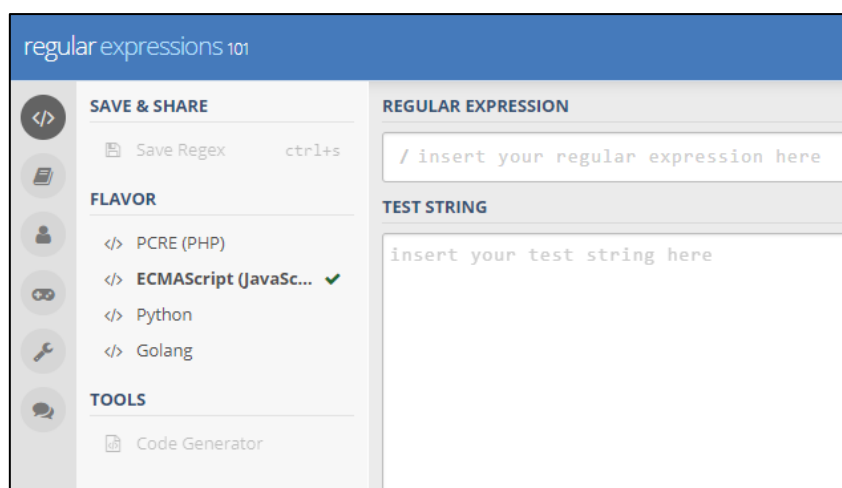 regular expressions 101
SAVE & SHARE
Save Regex ctrl+s
FLAVOR
</> PCRE (PHP)
</> ECMAScript (JavaSc...
</> Python
</> Golang
TOOLS
Code Generator
REGULAR EXPRESSION
/ insert your regular expression here
TEST STRING
insert your test string here